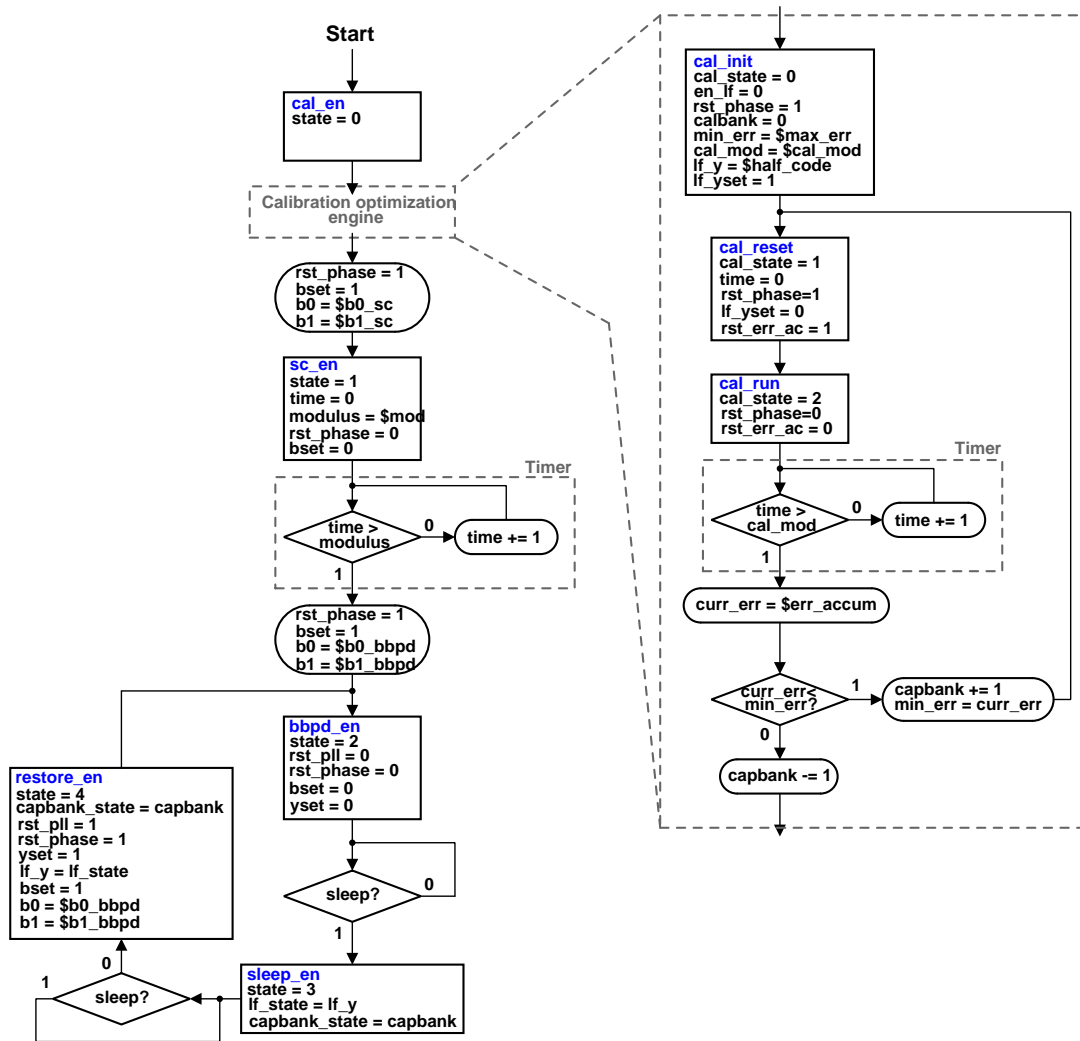 Start
cal_en
state = 0
Calibration optimization
engine
rst_phase = 1
bset = 1
b0 = $b0_sc
b1 = $b1_sc
sc_en
state = 1
time = 0
modulus = $mod
rst_phase = 0
bset = 0
Timer
time >
modulus
0
time += 1
1
rst_phase = 1
bset = 1
b0 = $b0_bbpd
b1 = $b1_bbpd
bbpd_en
state = 2
rst_pll = 0
rst_phase = 0
bset = 0
yset = 0
sleep?
0
1
sleep_en
state = 3
lf_state = lf_y
capbank_state = capbank
sleep?
1
0
restore_en
state = 4
capbank_state = capbank
rst_pll = 1
rst_phase = 1
yset = 1
lf_y = lf_state
bset = 1
b0 = $b0_bbpd
b1 = $b1_bbpd
cal_init
cal_state = 0
en_lf = 0
rst_phase = 1
calbank = 0
min_err = $max_err
cal_mod = $cal_mod
lf_y = $half_code
lf_yset = 1
cal_reset
cal_state = 1
time = 0
rst_phase=1
lf_yset = 0
rst_err_ac = 1
cal_run
cal_state = 2
rst_phase=0
rst_err_ac = 0
Timer
time >
cal_mod
0
time += 1
1
curr_err = $err_accum
curr_err<
min_err?
1
capbank += 1
min_err = curr_err
0
capbank -= 1